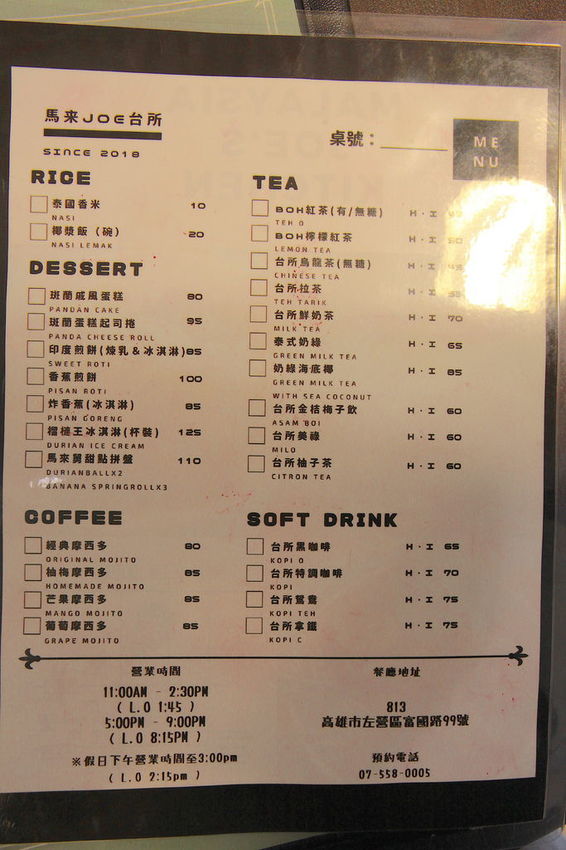 馬来JOE台所
SINCE 2018
桌號：
ME
NU
RICE
泰國香米 10
NASI
椰漿飯（碗） 20
NASI LEMAK
DESSERT
斑蘭戚風蛋糕 80
PANDAN CAKE
斑蘭蛋糕起司捲 95
PANDA CHEESE ROLL
印度煎餅(煉乳&冰淇淋)85
SWEET ROTI
香蕉煎餅 100
PISAN ROTI
炸香蕉(冰淇淋) 85
PISAN GORENG
榴槤王冰淇淋(杯裝) 125
DURIAN ICE CREAM
馬來舅甜點拼盤 110
DURIANBALLX2
BANANA SPRINGROLLX3
COFFEE
經典摩西多 80
ORIGINAL MOJITO
柚梅摩西多 85
HOMEMADE MOJITO
芒果摩西多 85
MANGO MOJITO
葡萄摩西多 85
GRAPE MOJITO
TEA
BOH紅茶(有/無糖) H·I
TEH O
BOH檸檬紅茶 H·I
LEMON TEA
台所烏龍茶(無糖) H·I
CHINESE TEA
台所拉茶 H·I
TEH TARIK
台所鮮奶茶 H·I 70
MILK TEA
泰式奶綠 H·I 65
GREEN MILK TEA
奶綠海底椰 H·I 85
GREEN MILK TEA
WITH SEA COCONUT
台所金桔梅子飲 H·I 60
ASAM BOI
台所美祿 H·I 60
MILO
台所柚子茶 H·I 60
CITRON TEA
SOFT DRINK
台所黑咖啡 H·I 65
KOPI O
台所特調咖啡 H·I 70
KOPI
台所鴛鴦 H·I 75
KOPI TEH
台所拿鐵 H·I 75
KOPI C
營業時間
11:00AM - 2:30PM
( L.O 1:45 )
5:00PM - 9:00PM
( L.O 8:15PM )
※假日下午營業時間至3:00pm
( L.O 2:15pm )
餐廳地址
813
高雄市左營區富國路99號
預約電話
07-558-0005